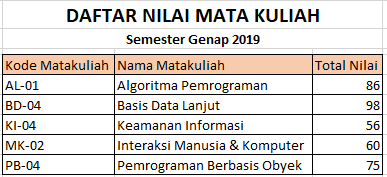 DAFTAR NILAI MATA KULIAH
Semester Genap 2019
Kode Matakuliah Nama Matakuliah Total Nilai
AL-01 Algoritma Pemrograman 86
BD-04 Basis Data Lanjut 98
KI-04 Keamanan Informasi 56
MK-02 Interaksi Manusia & Komputer 60
PB-04 Pemrograman Berbasis Obyek 75